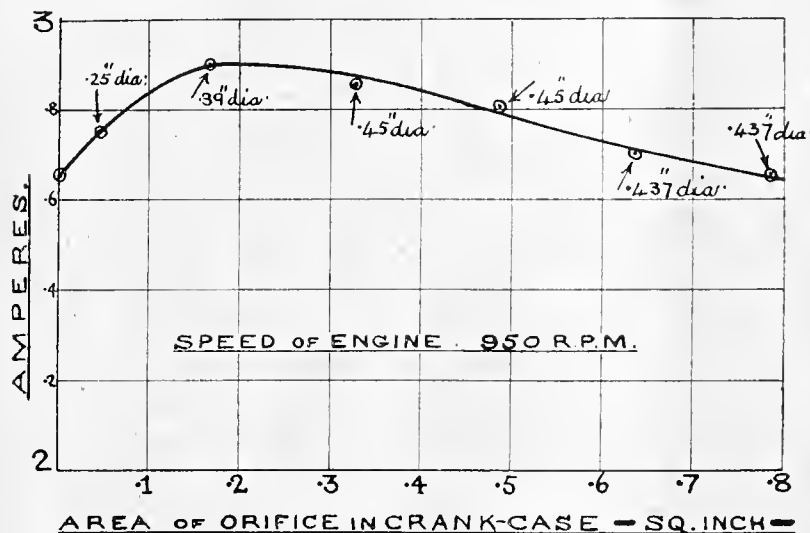 3
.25" dia:
.39" dia.
.45" dia.
.45 dia
.437" dia.
.437" dia
.8
.6
.4
.2
2
AMPERES.
SPEED OF ENGINE. 950 R.P.M.
.1 .2 .3 .4 .5 .6 .7 .8
AREA OF ORIFICE IN CRANK-CASE - SQ. INCH -